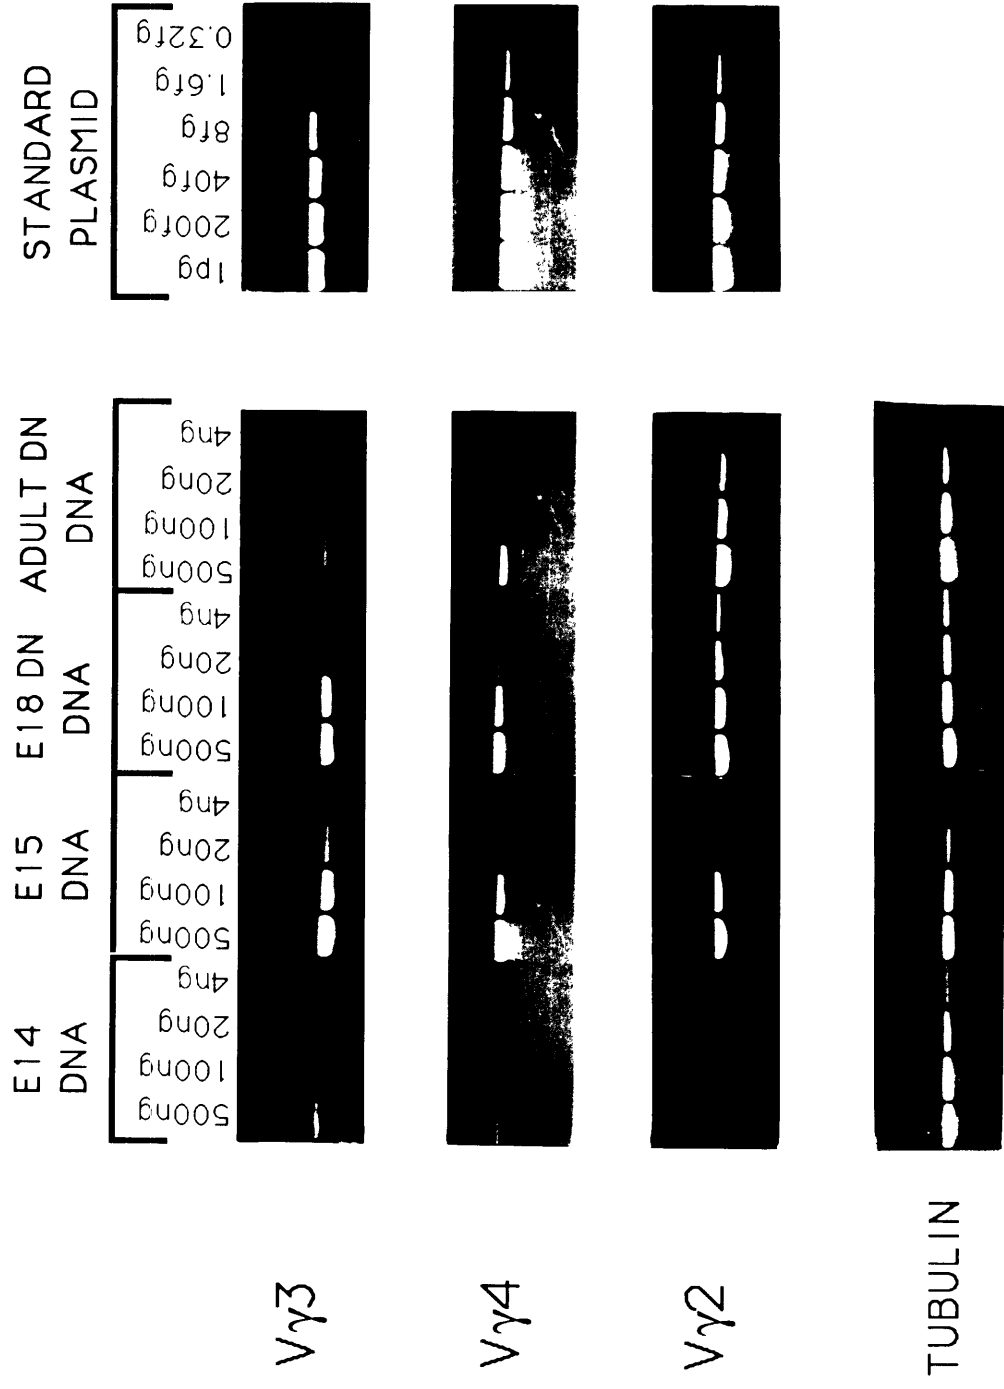 E14
DNA
E15
DNA
E18 DN
DNA
ADULT DN
DNA
STANDARD
PLASMID
500ng
100ng
20ng
4ng
500ng
100ng
20ng
4ng
500ng
100ng
20ng
4ng
500ng
100ng
20ng
4ng
1pg
200fg
40fg
8fg
1.6fg
0.32fg
Vγ3
Vγ4
Vγ2
TUBULIN